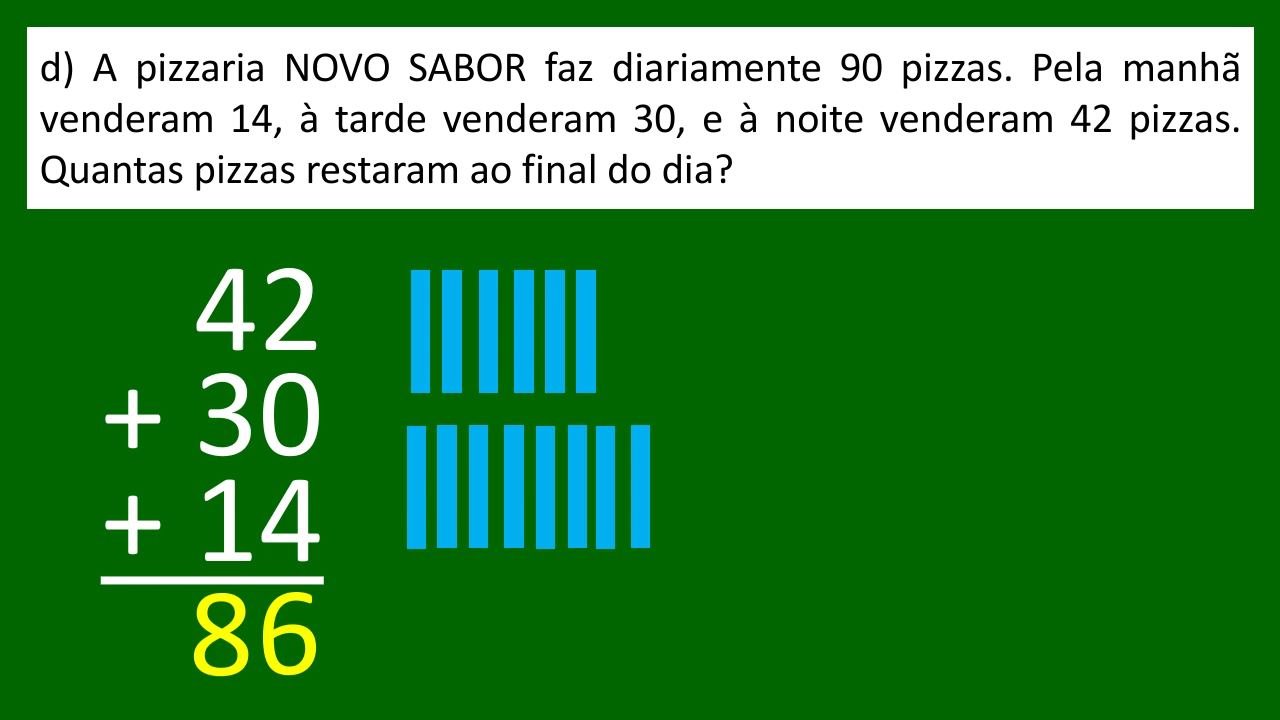 d) A pizzaria NOVO SABOR faz diariamente 90 pizzas. Pela manhã
venderam 14, à tarde venderam 30, e à noite venderam 42 pizzas.
Quantas pizzas restaram ao final do dia?
42
+ 30
+ 14
86